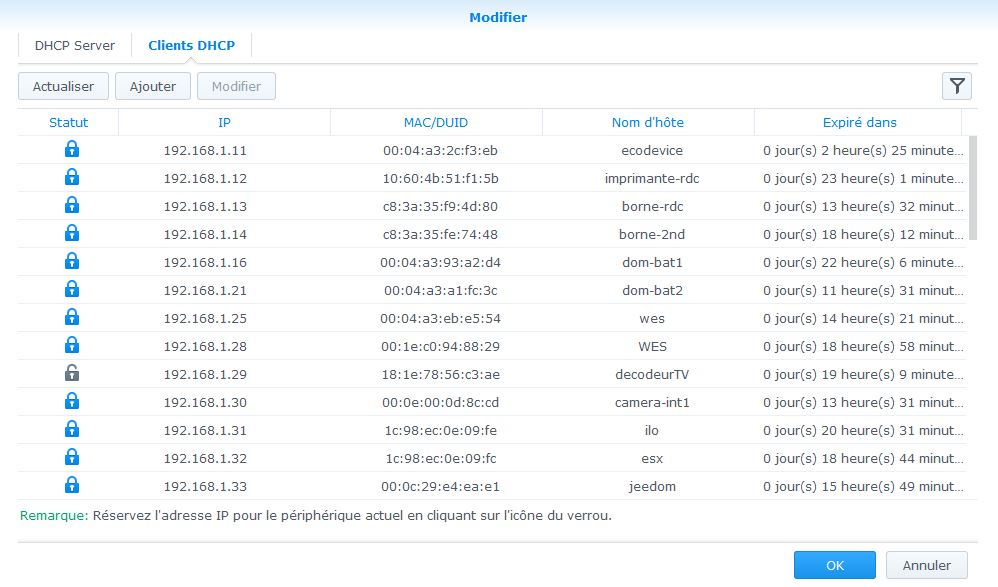 Modifier
DHCP Server Clients DHCP
Actualiser Ajouter Modifier
Statut IP MAC/DUID Nom d'hôte Expiré dans
192.168.1.11 00:04:a3:2c:f3:eb ecodevice 0 jour(s) 2 heure(s) 25 minute...
192.168.1.12 10:60:4b:51:f1:5b imprimante-rdc 0 jour(s) 23 heure(s) 1 minute...
192.168.1.13 c8:3a:35:f9:4d:80 borne-rdc 0 jour(s) 13 heure(s) 32 minut...
192.168.1.14 c8:3a:35:fe:74:48 borne-2nd 0 jour(s) 18 heure(s) 12 minut...
192.168.1.16 00:04:a3:93:a2:d4 dom-bat1 0 jour(s) 22 heure(s) 6 minute...
192.168.1.21 00:04:a3:a1:fc:3c dom-bat2 0 jour(s) 11 heure(s) 31 minut...
192.168.1.25 00:04:a3:eb:e5:54 wes 0 jour(s) 14 heure(s) 21 minut...
192.168.1.28 00:1e:c0:94:88:29 WES 0 jour(s) 18 heure(s) 58 minut...
192.168.1.29 18:1e:78:56:c3:ae decodeurTV 0 jour(s) 19 heure(s) 9 minut...
192.168.1.30 00:0e:00:0d:8c:cd camera-int1 0 jour(s) 13 heure(s) 31 minut...
192.168.1.31 1c:98:ec:0e:09:fe ilo 0 jour(s) 20 heure(s) 31 minut...
192.168.1.32 1c:98:ec:0e:09:fc esx 0 jour(s) 18 heure(s) 44 minut...
192.168.1.33 00:0c:29:e4:ea:e1 jeedom 0 jour(s) 15 heure(s) 49 minut...
Remarque: Réservez l'adresse IP pour le périphérique actuel en cliquant sur l'icône du verrou.
OK Annuler